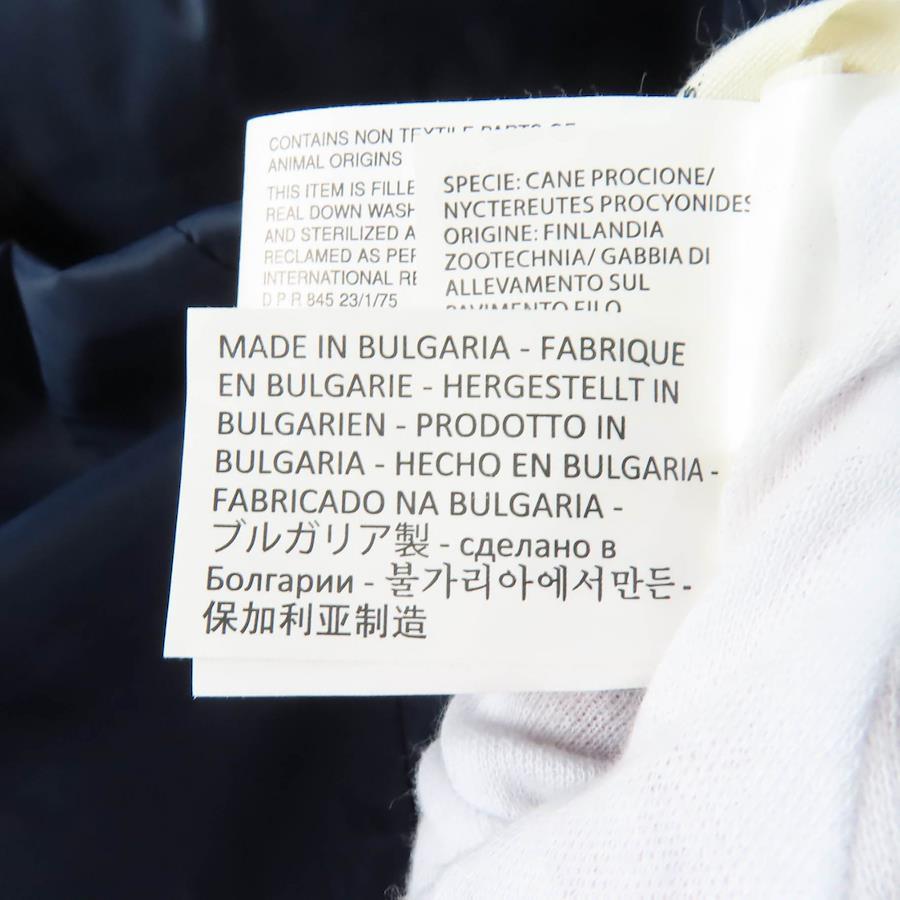 CONTAINS NON TEXTILE PARTS OF
ANIMAL ORIGINS
THIS ITEM IS FILLE
REAL DOWN WASH
AND STERILIZED A
RECLAMED AS PER
INTERNATIONAL RE
D P R 845 23/1/75
SPECIE: CANE PROCIONE/
NYCTEREUTES PROCYONIDES
ORIGINE: FINLANDIA
ZOOTECHNIA/ GABBIA DI
ALLEVAMENTO SUL
PAVIMENTO FILO
MADE IN BULGARIA - FABRIQUE
EN BULGARIE - HERGESTELLT IN
BULGARIEN - PRODOTTO IN
BULGARIA - HECHO EN BULGARIA -
FABRICADO NA BULGARIA -
ブルガリア製 - сделано в
Болгарии - 불가리아에서만든 -
保加利亚制造